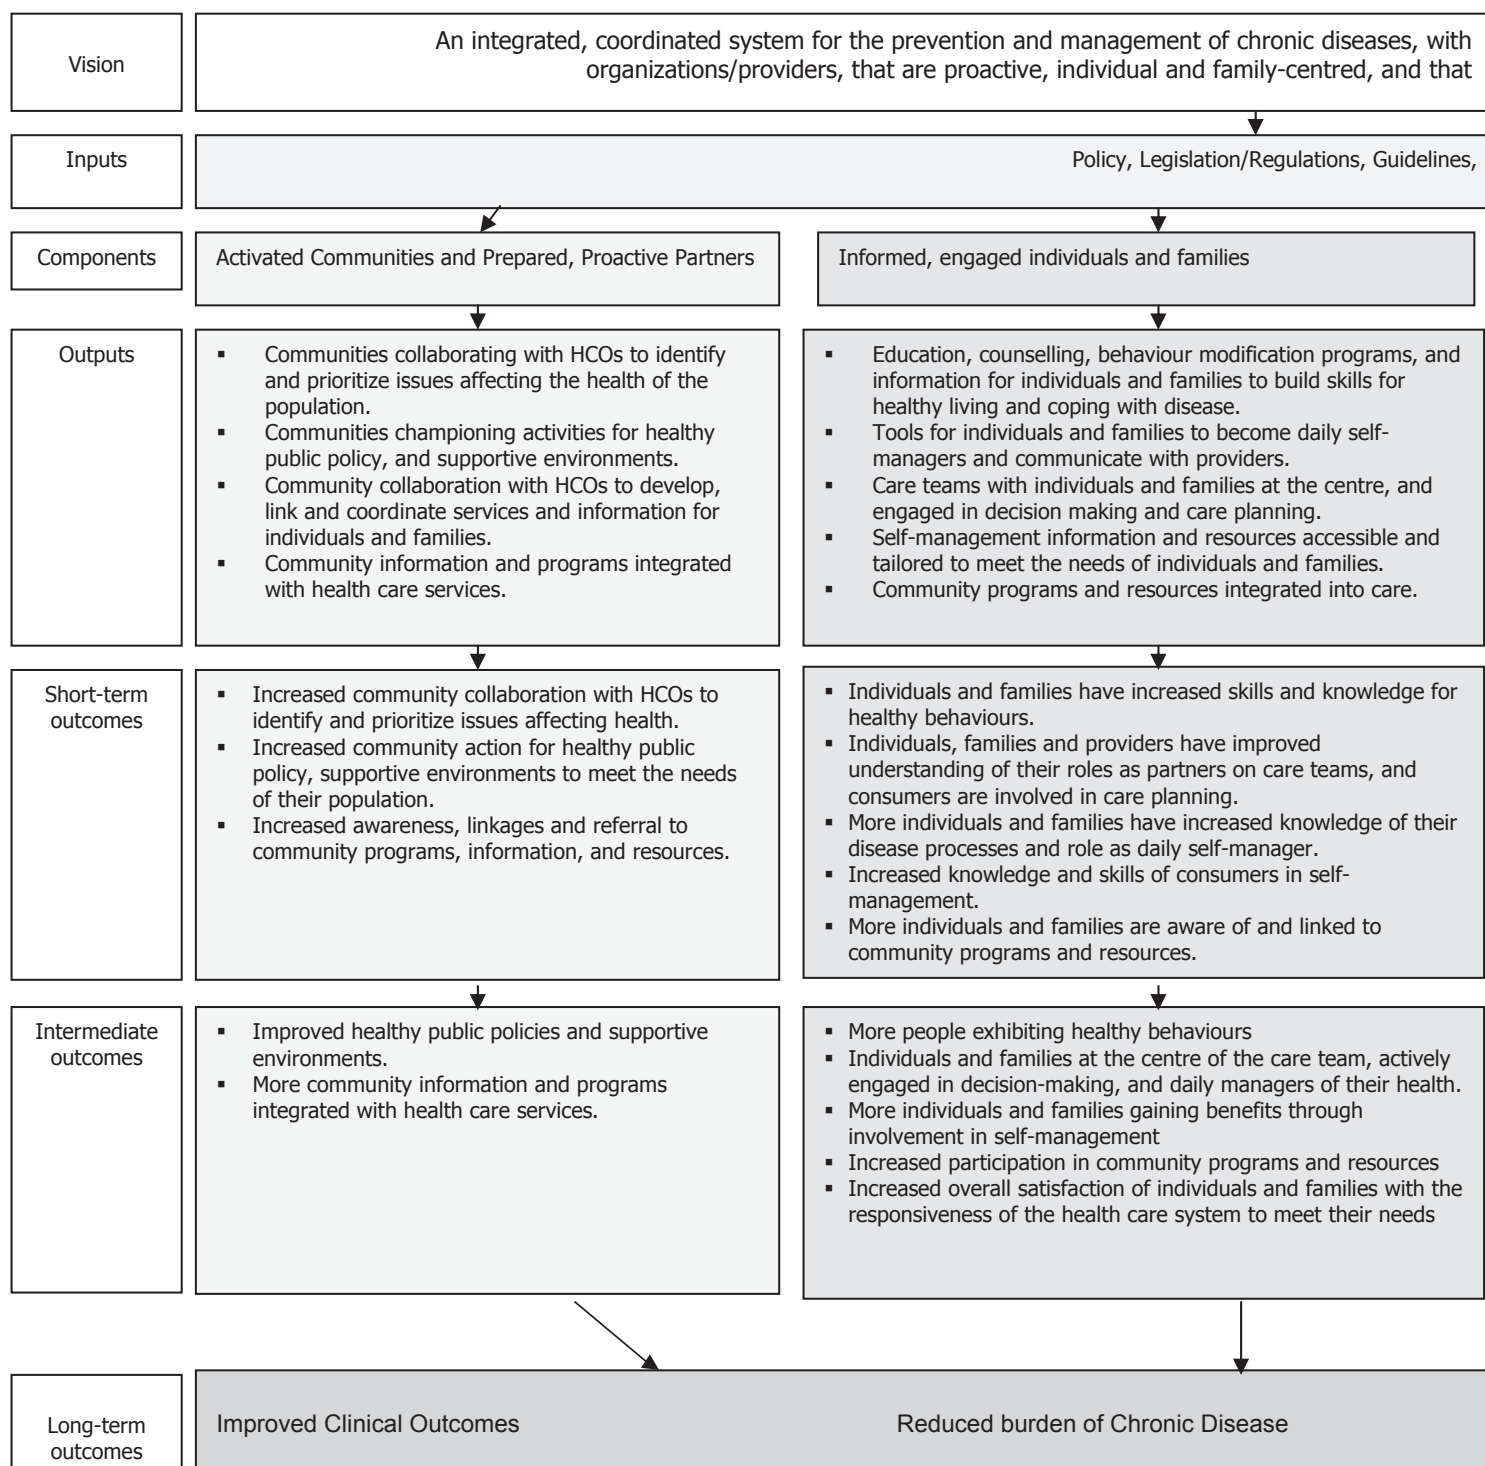 Vision
An integrated, coordinated system for the prevention and management of chronic diseases, with
organizations/providers, that are proactive, individual and family-centred, and that
Inputs
Policy, Legislation/Regulations, Guidelines,
Components
Activated Communities and Prepared, Proactive Partners
Informed, engaged individuals and families
Outputs
▪ Communities collaborating with HCOs to identify
and prioritize issues affecting the health of the
population.
▪ Communities championing activities for healthy
public policy, and supportive environments.
▪ Community collaboration with HCOs to develop,
link and coordinate services and information for
individuals and families.
▪ Community information and programs integrated
with health care services.
▪ Education, counselling, behaviour modification programs, and
information for individuals and families to build skills for
healthy living and coping with disease.
▪ Tools for individuals and families to become daily self-
managers and communicate with providers.
▪ Care teams with individuals and families at the centre, and
engaged in decision making and care planning.
▪ Self-management information and resources accessible and
tailored to meet the needs of individuals and families.
▪ Community programs and resources integrated into care.
Short-term
outcomes
▪ Increased community collaboration with HCOs to
identify and prioritize issues affecting health.
▪ Increased community action for healthy public
policy, supportive environments to meet the needs
of their population.
▪ Increased awareness, linkages and referral to
community programs, information, and resources.
▪ Individuals and families have increased skills and knowledge for
healthy behaviours.
▪ Individuals, families and providers have improved
understanding of their roles as partners on care teams, and
consumers are involved in care planning.
▪ More individuals and families have increased knowledge of their
disease processes and role as daily self-manager.
▪ Increased knowledge and skills of consumers in self-
management.
▪ More individuals and families are aware of and linked to
community programs and resources.
Intermediate
outcomes
▪ Improved healthy public policies and supportive
environments.
▪ More community information and programs
integrated with health care services.
▪ More people exhibiting healthy behaviours
▪ Individuals and families at the centre of the care team, actively
engaged in decision-making, and daily managers of their health.
▪ More individuals and families gaining benefits through
involvement in self-management
▪ Increased participation in community programs and resources
▪ Increased overall satisfaction of individuals and families with the
responsiveness of the health care system to meet their needs
Long-term
outcomes
Improved Clinical Outcomes
Reduced burden of Chronic Disease